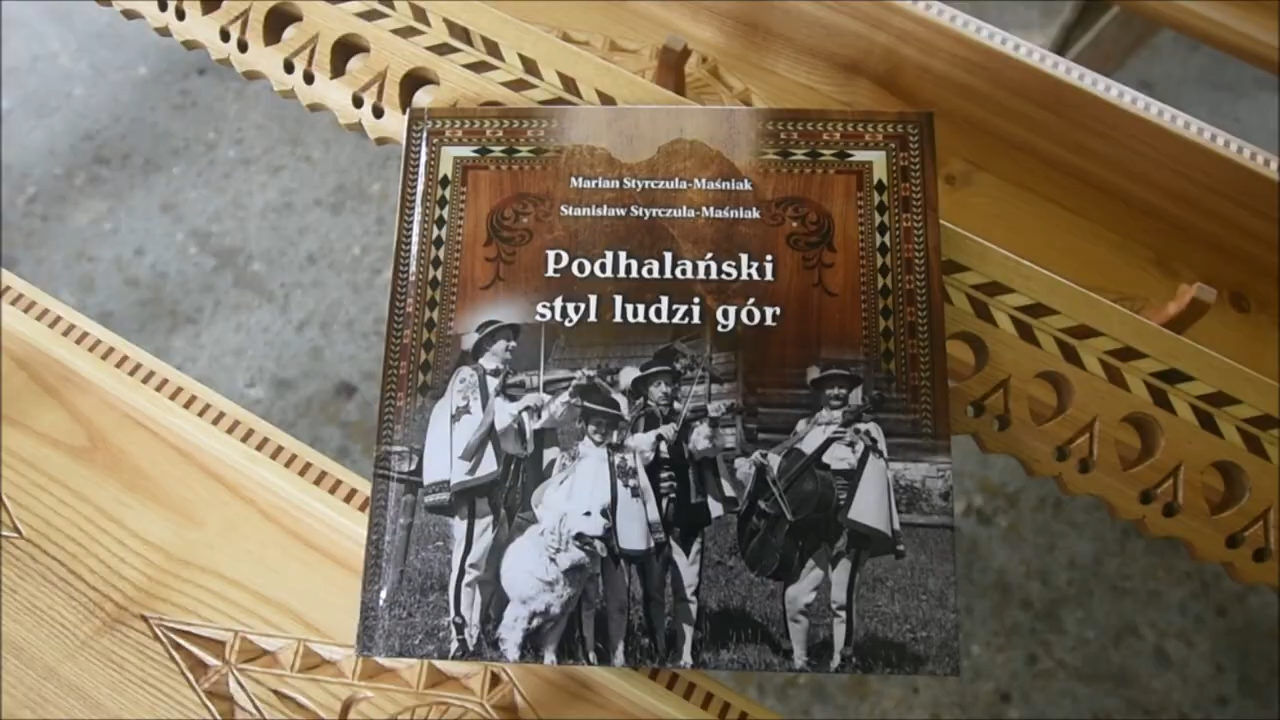 Marian Styrczula-Maśniak
Stanisław Styrczula-Maśniak
Podhalański
styl ludzi gór